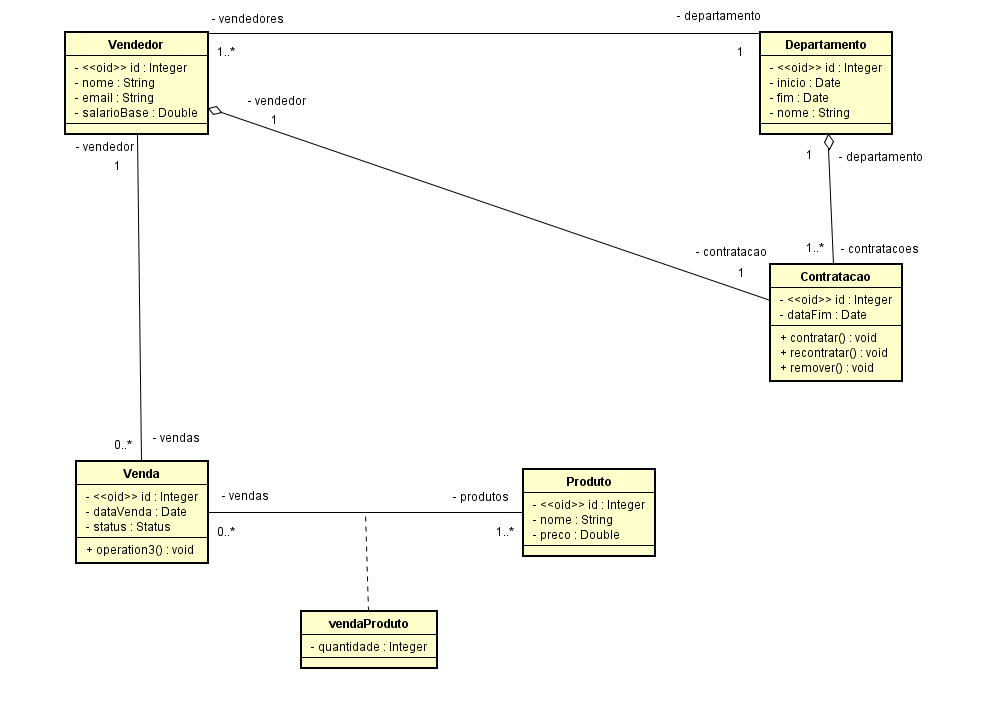 - vendedores
- departamento
1..*
1
Vendedor
- <<oid>> id : Integer
- nome : String
- email : String
- salarioBase : Double
Departamento
- <<oid>> id : Integer
- inicio : Date
- fim : Date
- nome : String
- vendedor
1
- vendedor
1
1
- departamento
1..*
- contratacoes
- contratacao
1
Contratacao
- <<oid>> id : Integer
- dataFim : Date
+ contratar() : void
+ recontratar() : void
+ remover() : void
0..*
- vendas
Venda
- <<oid>> id : Integer
- dataVenda : Date
- status : Status
+ operation3() : void
- vendas
0..*
- produtos
1..*
Produto
- <<oid>> id : Integer
- nome : String
- preco : Double
vendaProduto
- quantidade : Integer